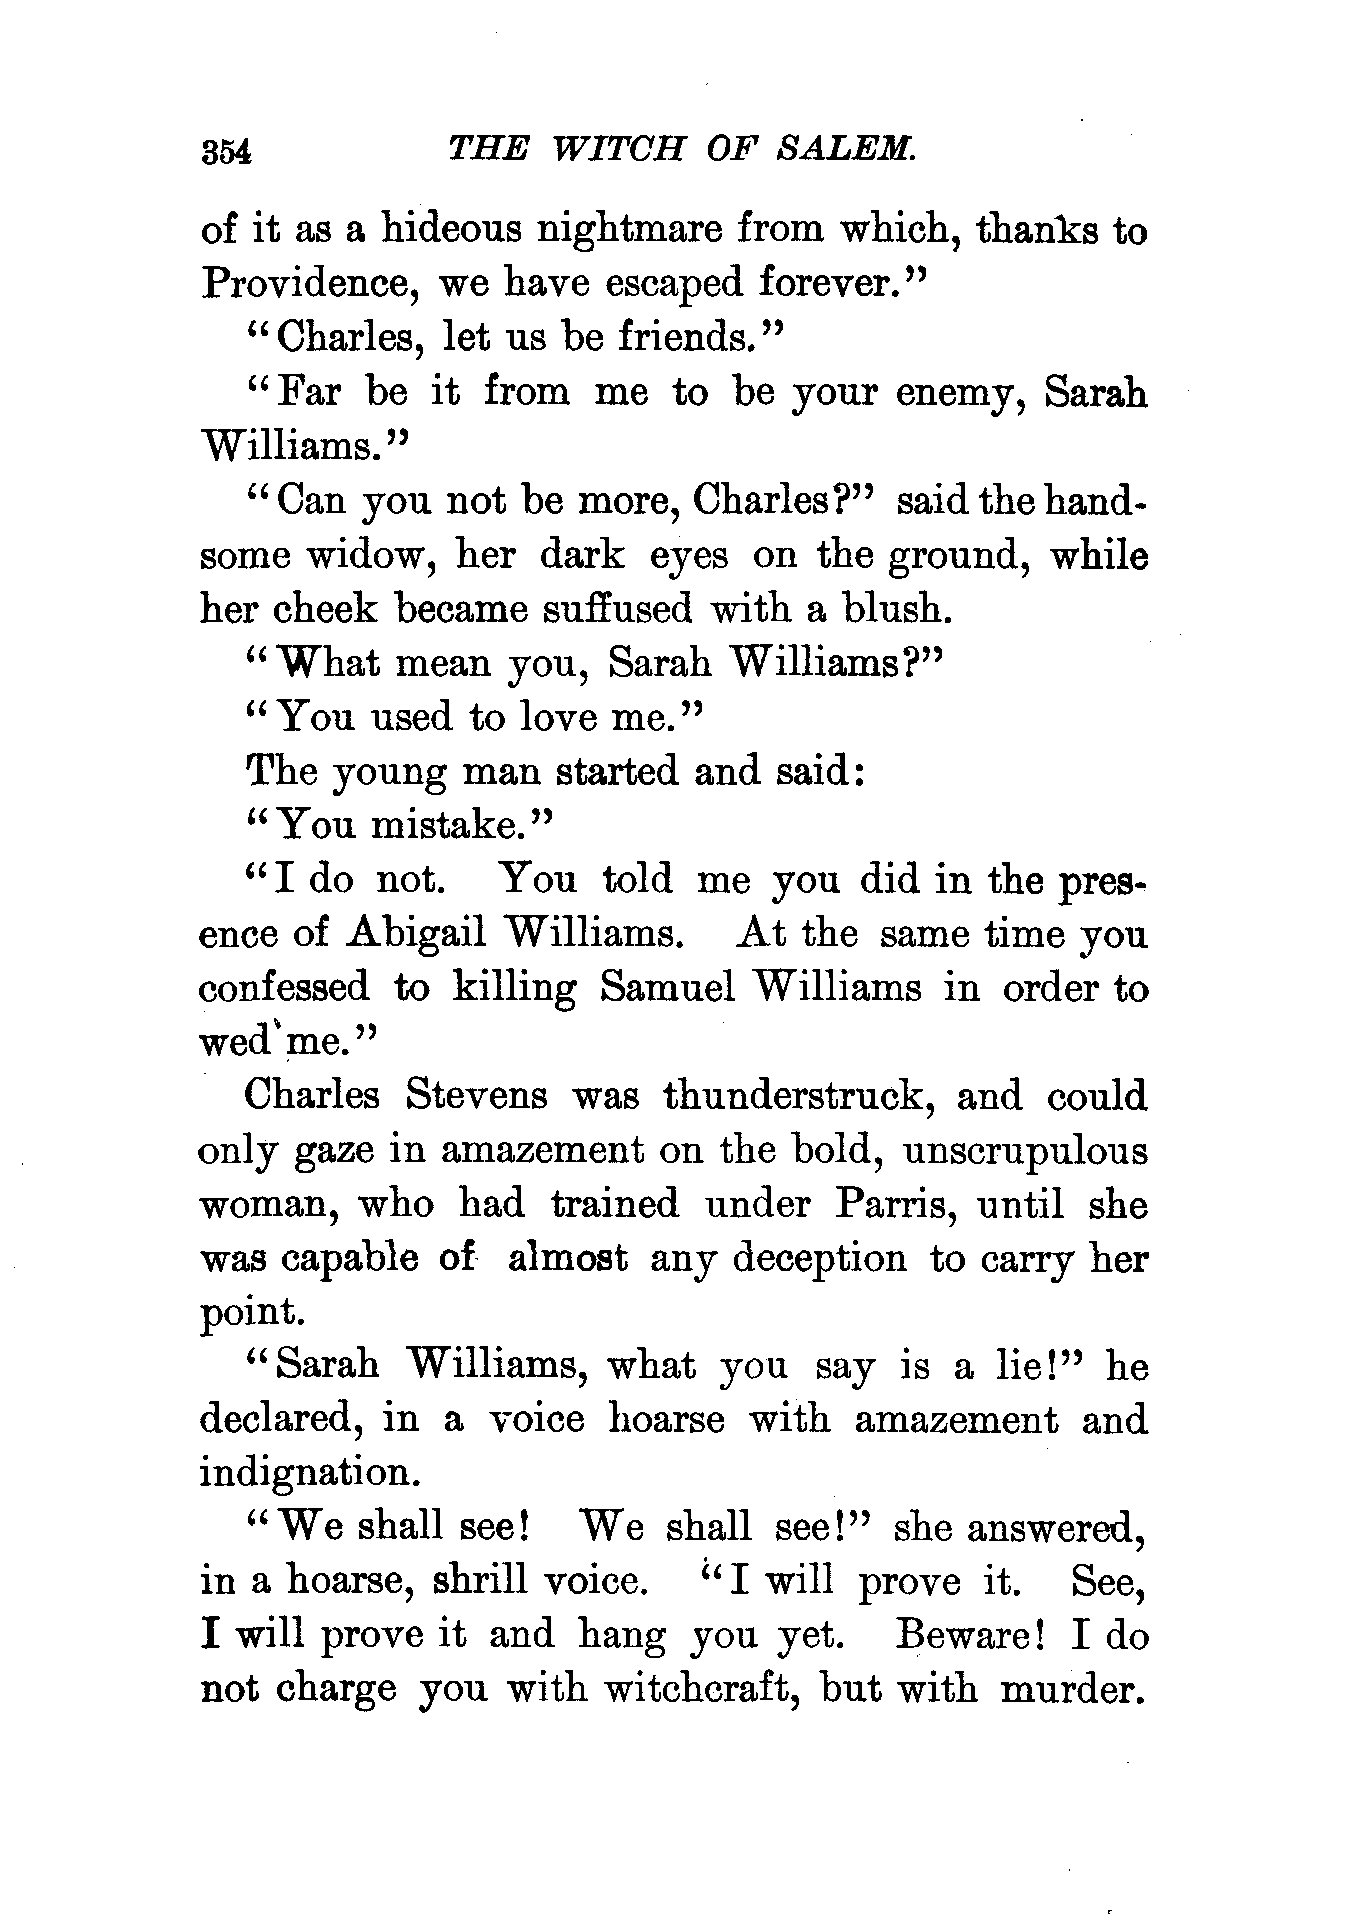 354 THE WITCH OF SALEM.
of it as a hideous nightmare from which, thanks to
Providence, we have escaped forever."
"Charles, let us be friends."
"Far be it from me to be your enemy, Sarah
Williams."
"Can you not be more, Charles?" said the hand-
some widow, her dark eyes on the ground, while
her cheek became suffused with a blush.
"What mean you, Sarah Williams?"
"You used to love me."
The young man started and said:
"You mistake."
"I do not. You told me you did in the pres-
ence of Abigail Williams. At the same time you
confessed to killing Samuel Williams in order to
wed me."
Charles Stevens was thunderstruck, and could
only gaze in amazement on the bold, unscrupulous
woman, who had trained under Parris, until she
was capable of almost any deception to carry her
point.
"Sarah Williams, what you say is a lie!" he
declared, in a voice hoarse with amazement and
indignation.
"We shall see! We shall see!" she answered,
in a hoarse, shrill voice. "I will prove it. See,
I will prove it and hang you yet. Beware! I do
not charge you with witchcraft, but with murder.